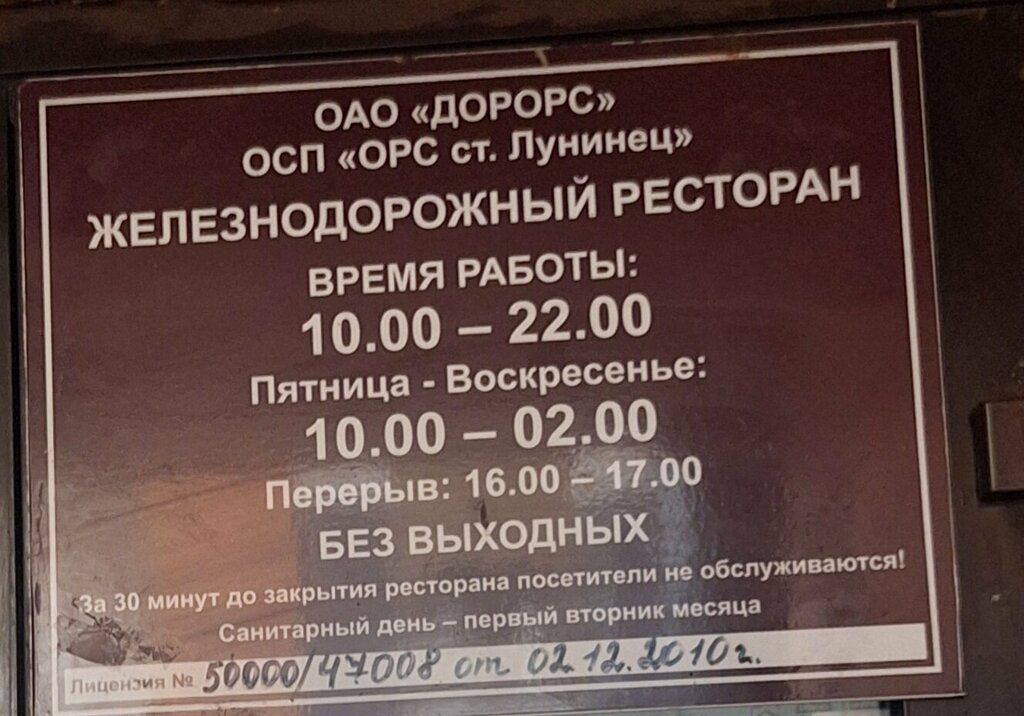 ОАО «ДОРОРС»
ОСП «ОРС ст. Лунинец»
ЖЕЛЕЗНОДОРОЖНЫЙ РЕСТОРАН
ВРЕМЯ РАБОТЫ:
10.00 – 22.00
Пятница - Воскресенье:
10.00 – 02.00
Перерыв: 16.00 – 17.00
БЕЗ ВЫХОДНЫХ
За 30 минут до закрытия ресторана посетители не обслуживаются!
Санитарный день – первый вторник месяца
Лицензия № 50000/47008 от 02.12.2010г.